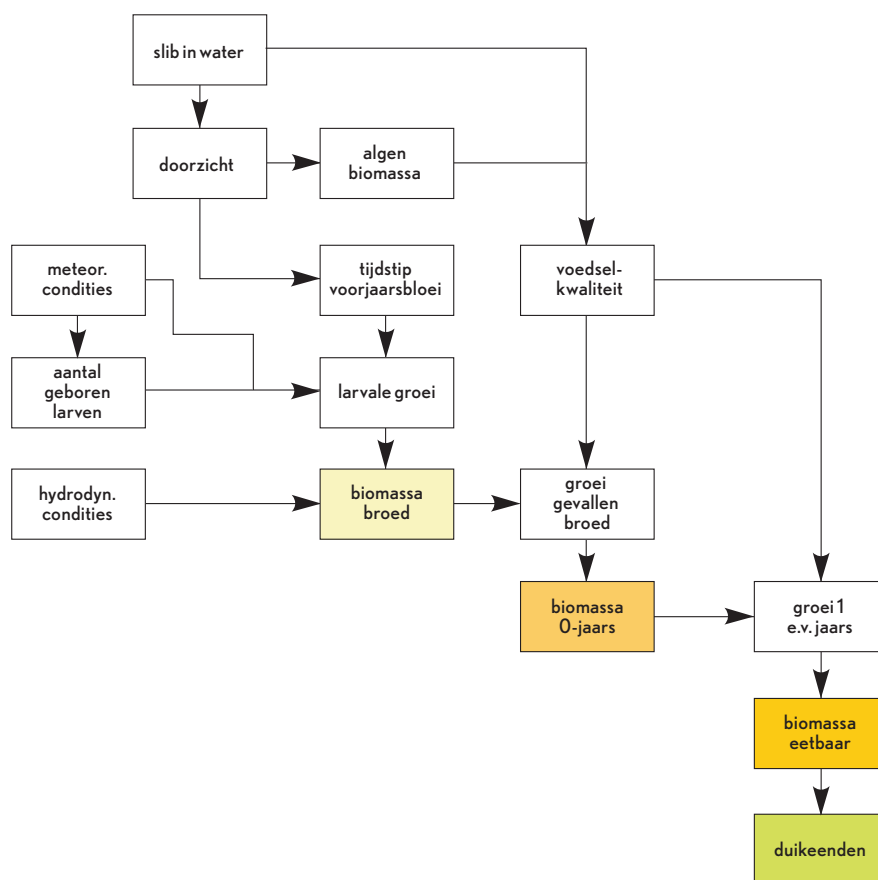 slib in water
doorzicht
algen
biomassa
meteor.
condities
tijdstip
voorjaarsbloei
voedsel-
kwaliteit
aantal
geboren
larven
larvale groei
hydrodyn.
condities
biomassa
broed
groei
gevallen
broed
biomassa
0-jaars
groei 1
e.v. jaars
biomassa
eetbaar
duikeenden